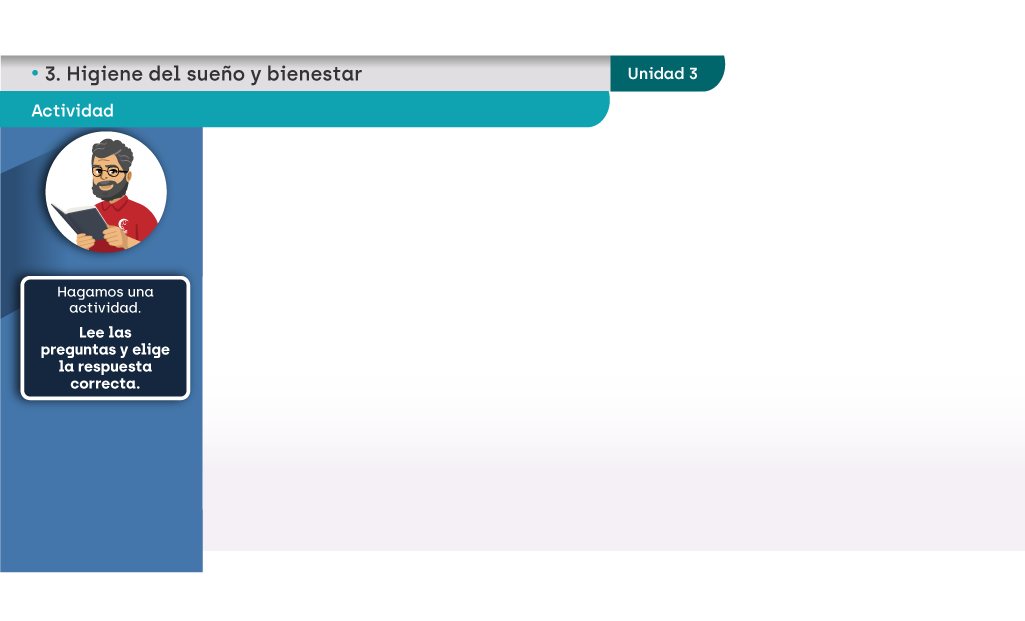 • 3. Higiene del sueño y bienestar
Unidad 3
Actividad
Hagamos una
actividad.
Lee las
preguntas y elige
la respuesta
correcta.